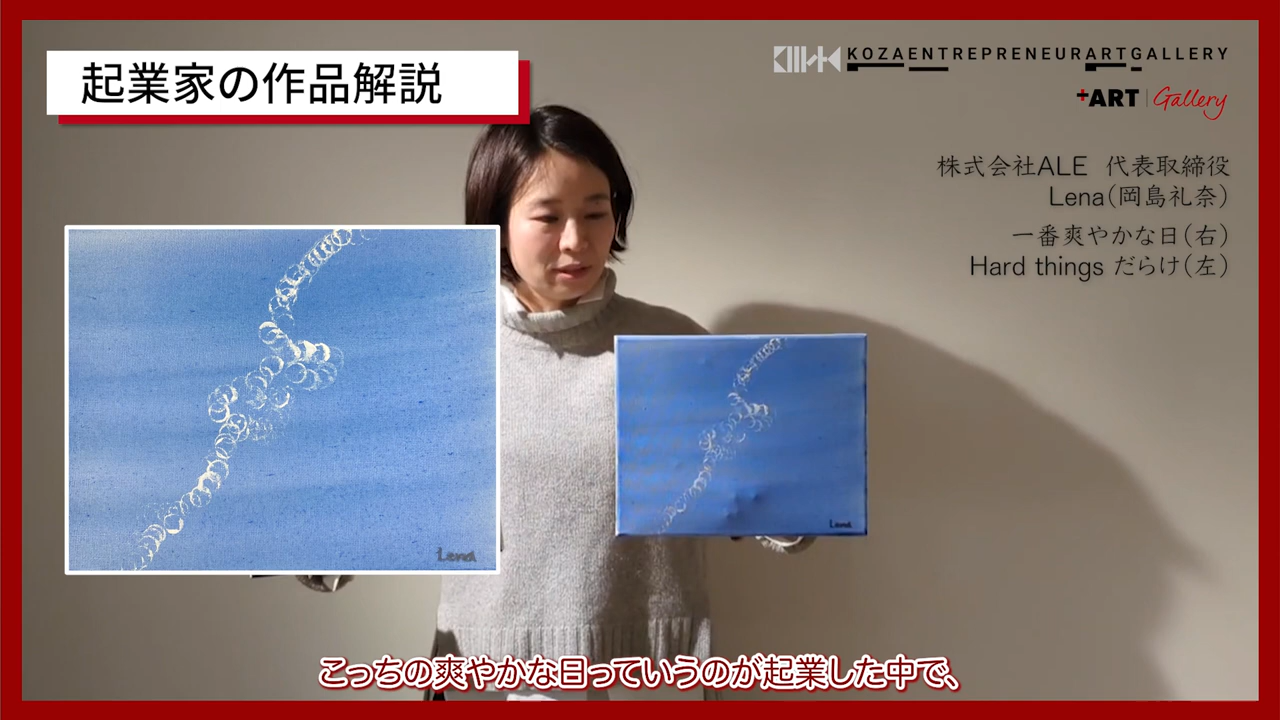 起業家の作品解説
KOZAENTREPRENEURARTGALLERY
+ART Gallery
株式会社ALE 代表取締役
Lena(岡島礼奈)
一番爽やかな日(右)
Hard things だらけ(左)
Lena
Lena
こっちの爽やかな日っていうのが起業した中で、